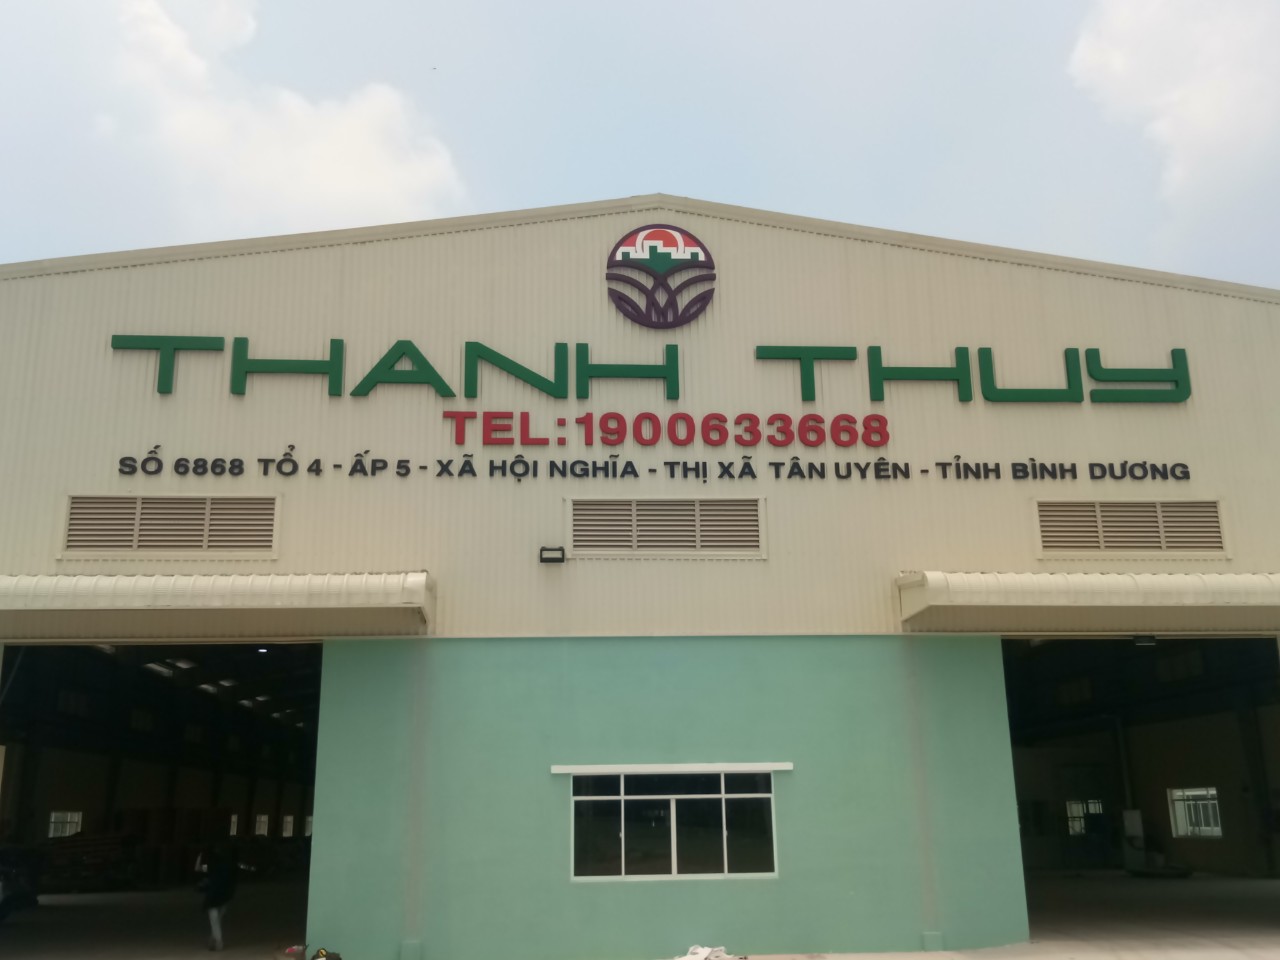 THANH THUY
TEL:1900633668
SỐ 6868 TỔ 4 - ẤP 5 - XÃ HỘI NGHĨA - THỊ XÃ TÂN UYÊN - TỈNH BÌNH DƯƠNG